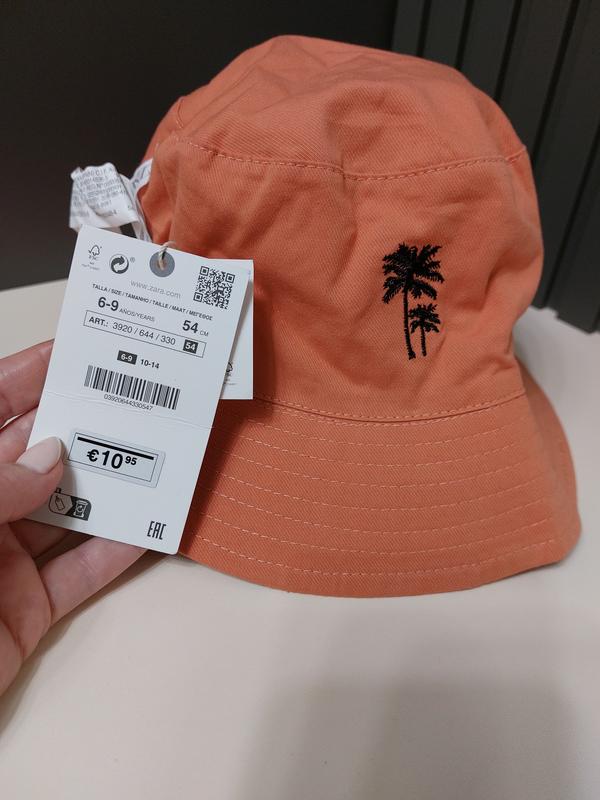 FSC
www.zara.com
TALLA / SIZE / TAMANHO / TAILLE / MAAT / ΜΕΓΕΘΟΣ
6-9 AÑOS/YEARS 54 CM
ART.: 3920 / 644 / 330 54
6-9 10-14
03920644330547
€10 95
EAC